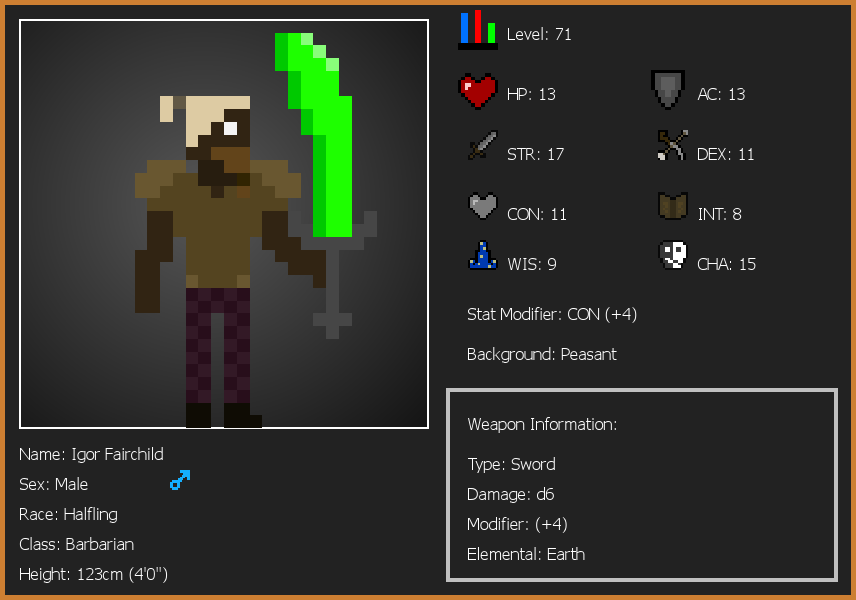 Level: 71
HP: 13
AC: 13
STR: 17
DEX: 11
CON: 11
INT: 8
WIS: 9
CHA: 15
Stat Modifier: CON (+4)
Background: Peasant
Weapon Information:
Type: Sword
Damage: d6
Modifier: (+4)
Elemental: Earth
Name: Igor Fairchild
Sex: Male
Race: Halfling
Class: Barbarian
Height: 123cm (4'0")